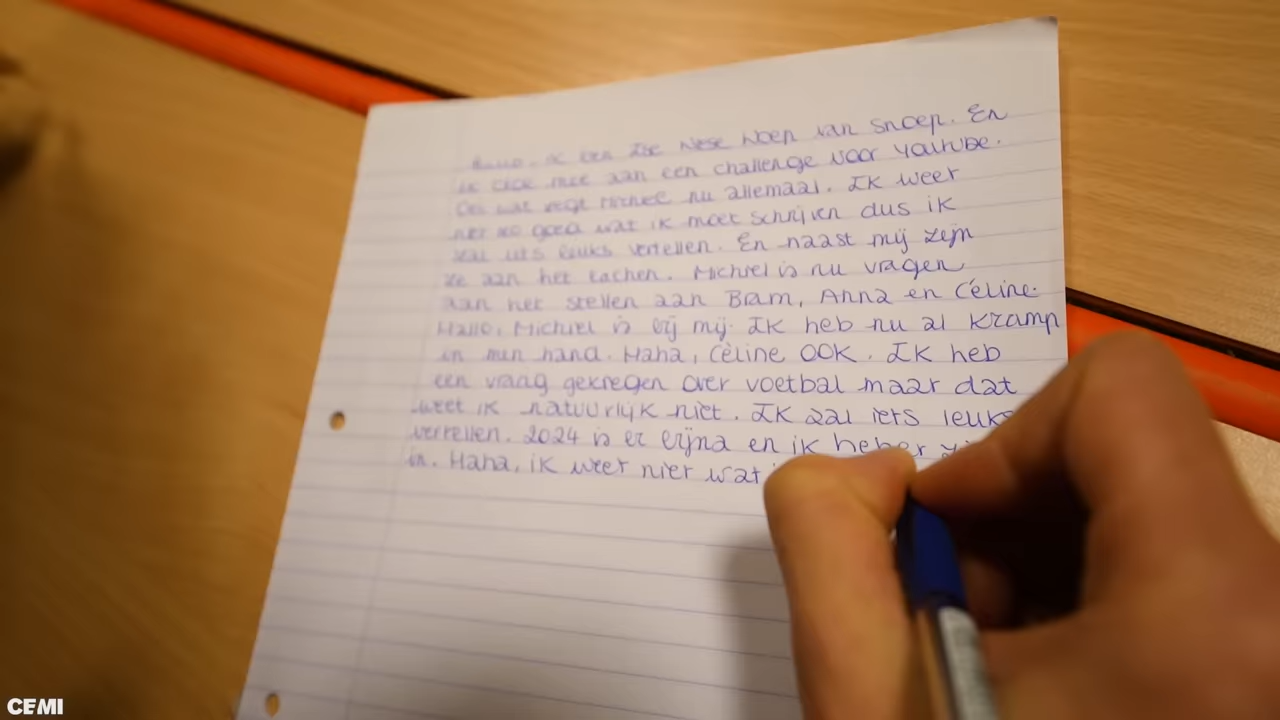 Hallo. Ik ben Ilse van Snoep. En
ik doe mee aan een challenge voor Youtube.
wat zegt Michiel nu allemaal. Ik weet
niet zo goed wat ik moet schrijven dus ik
zal iets leuks vertellen. En naast mij zijn
ze aan het lachen. Michiel is nu vragen
aan het stellen aan Bram, Anna en Céline.
Hallo, Michiel is bij mij. Ik heb nu al kramp
in mijn hand. Haha, Céline OOK. Ik heb
een vraag gekregen over voetbal maar dat
weet ik natuurlijk niet. Ik zal iets leuks
vertellen. 2024 is er bijna en ik heb er
in. Haha, ik weet niet wat
CEMI